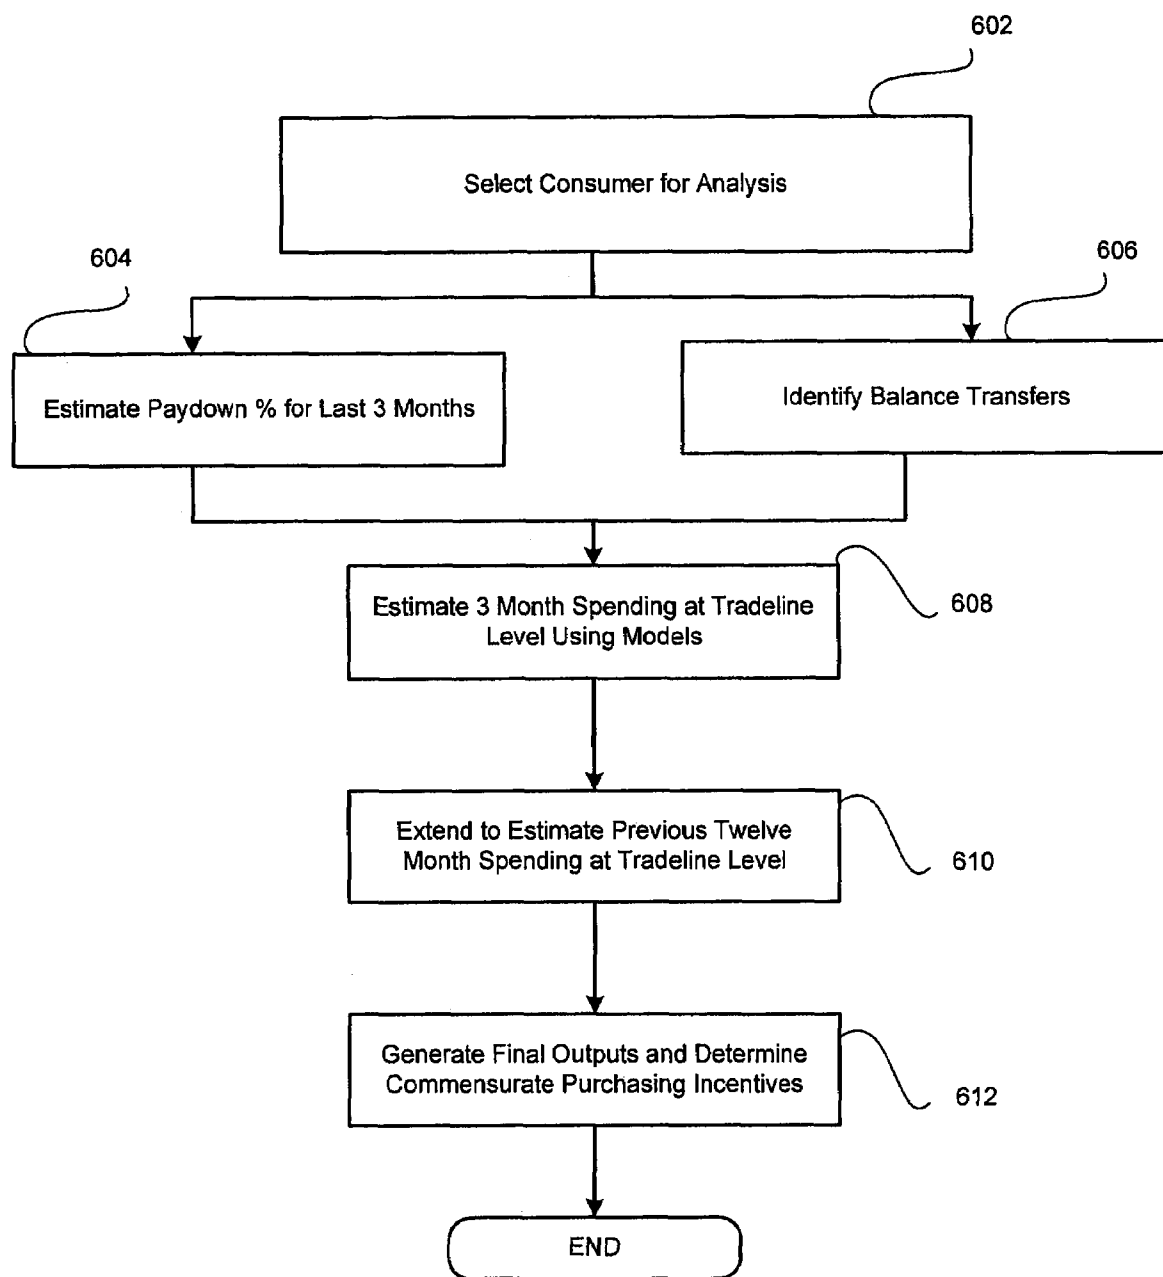 602
Select Consumer for Analysis
604
606
Estimate Paydown % for Last 3 Months
Identify Balance Transfers
Estimate 3 Month Spending at Tradeline
Level Using Models
608
Extend to Estimate Previous Twelve
Month Spending at Tradeline Level
610
Generate Final Outputs and Determine
Commensurate Purchasing Incentives
612
END